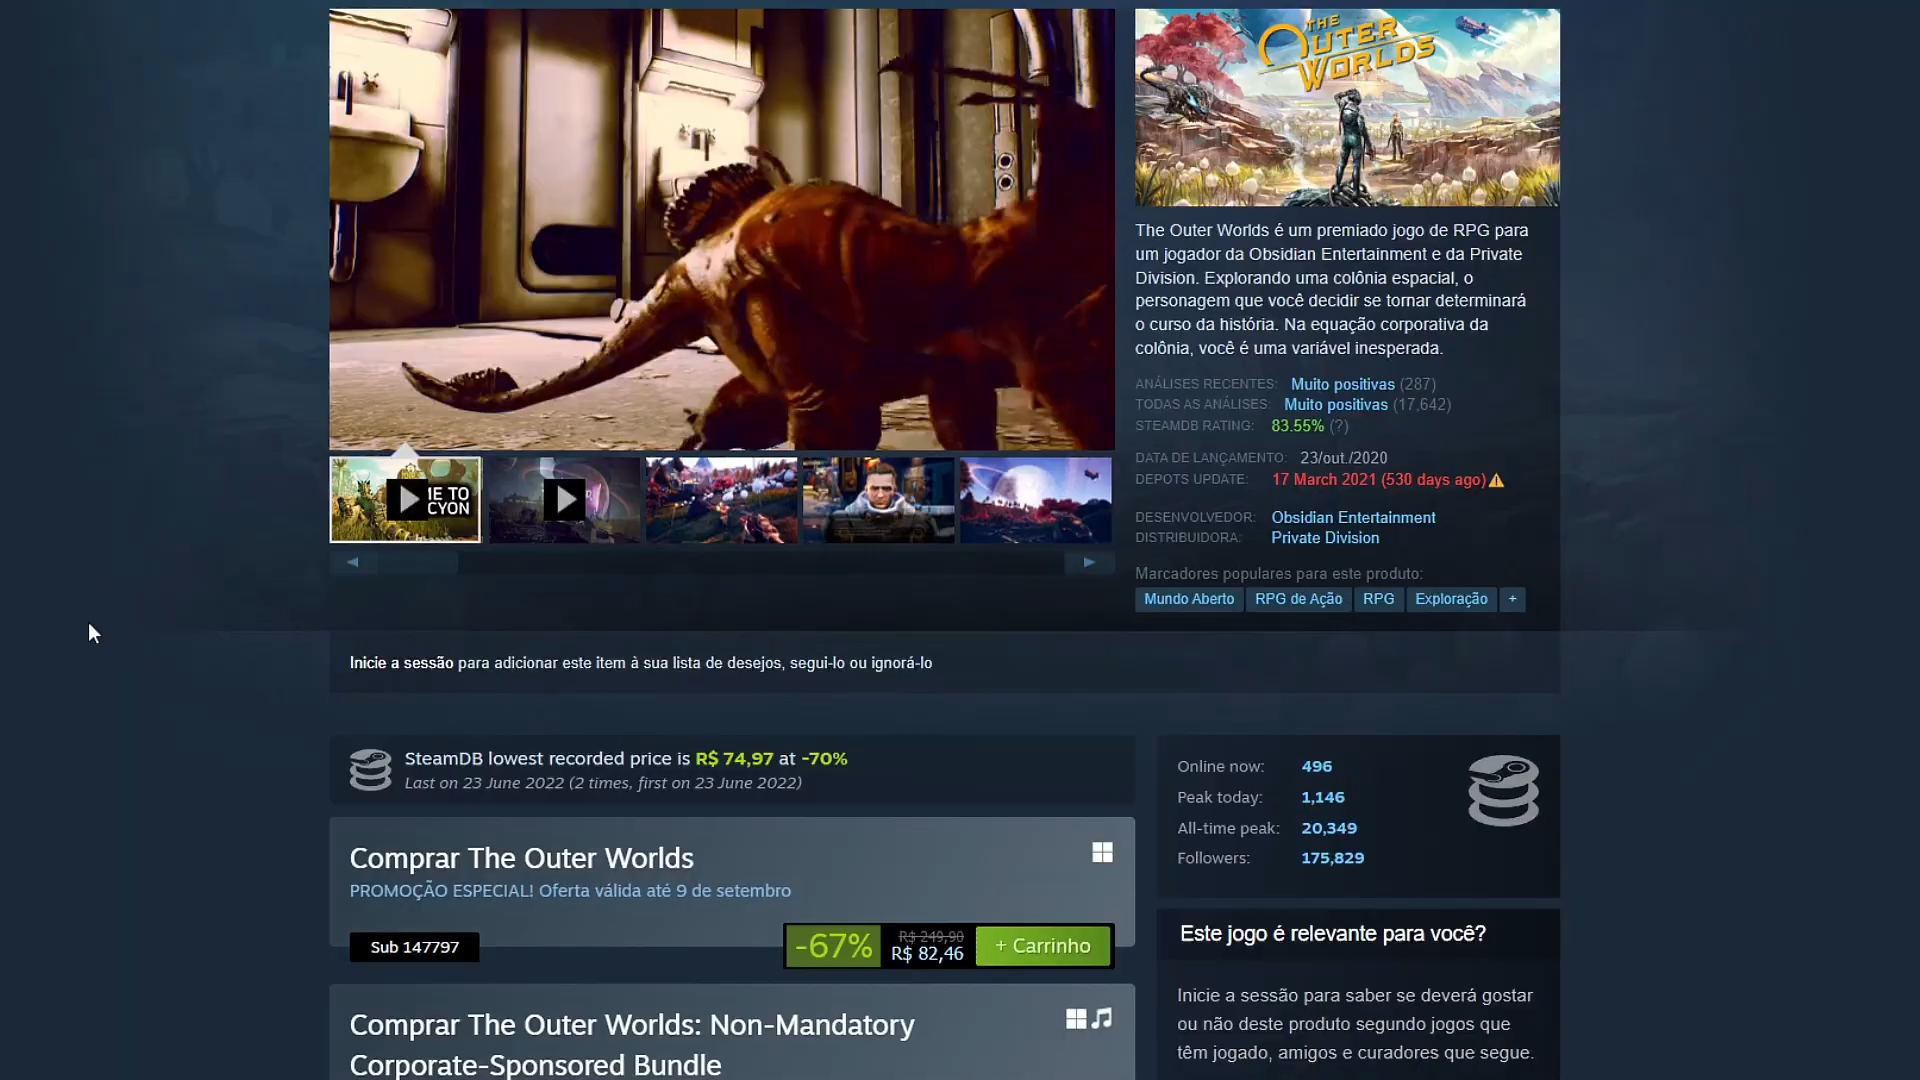 THE
OUTER
WORLDS
The Outer Worlds é um premiado jogo de RPG para
um jogador da Obsidian Entertainment e da Private
Division. Explorando uma colônia espacial, o
personagem que você decidir se tornar determinará
o curso da história. Na equação corporativa da
colônia, você é uma variável inesperada.
ANÁLISES RECENTES: Muito positivas (287)
TODAS AS ANÁLISES: Muito positivas (17,642)
STEAMDB RATING: 83.55% (?)
DATA DE LANÇAMENTO: 23/out./2020
DEPOTS UPDATE: 17 March 2021 (530 days ago)
DESENVOLVEDOR: Obsidian Entertainment
DISTRIBUIDORA: Private Division
Marcadores populares para este produto:
Mundo Aberto RPG de Ação RPG Exploração +
Inicie a sessão para adicionar este item à sua lista de desejos, segui-lo ou ignorá-lo
SteamDB lowest recorded price is R$ 74,97 at -70%
Last on 23 June 2022 (2 times, first on 23 June 2022)
Comprar The Outer Worlds
PROMOÇÃO ESPECIAL! Oferta válida até 9 de setembro
Sub 147797
-67% R$ 249,90
R$ 82,46
+ Carrinho
Comprar The Outer Worlds: Non-Mandatory
Corporate-Sponsored Bundle
Online now: 496
Peak today: 1,146
All-time peak: 20,349
Followers: 175,829
Este jogo é relevante para você?
Inicie a sessão para saber se deverá gostar
ou não deste produto segundo jogos que
têm jogado, amigos e curadores que segue.